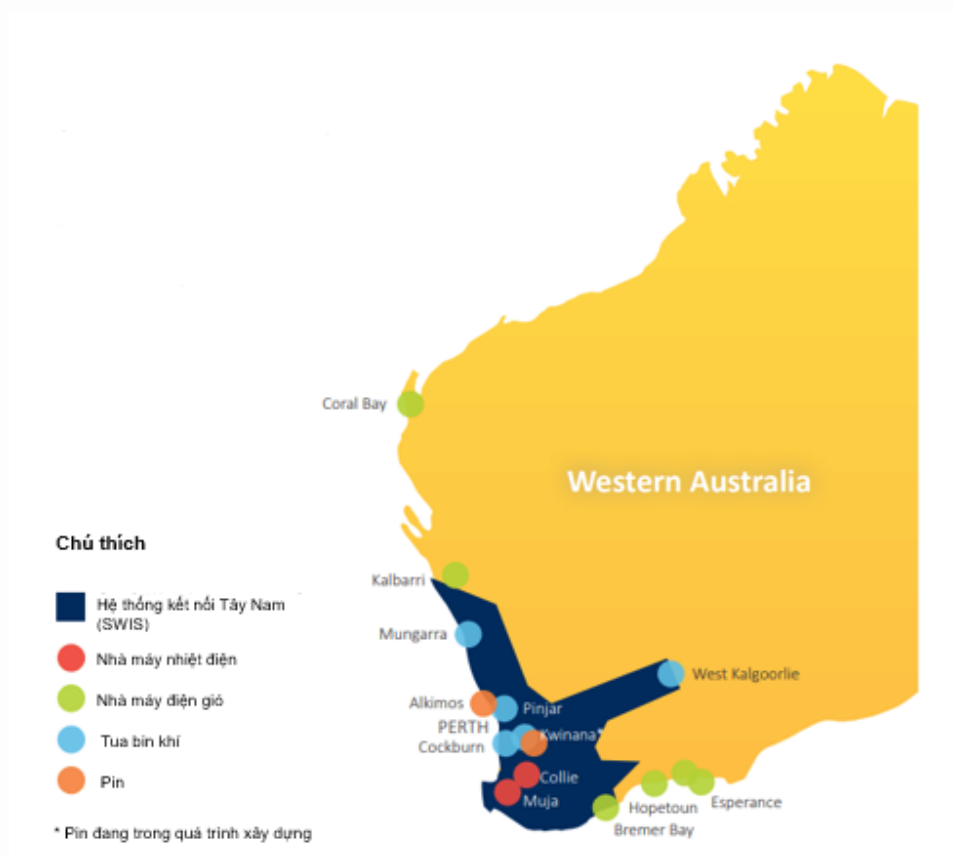 Coral Bay
Western Australia
Chú thích
Kalbarri
Hệ thống kết nối Tây Nam
(SWIS)
Mungarra
Nhà máy nhiệt điện
West Kalgoorlie
Nhà máy điện gió
Alkimos
Pinjar
PERTH
Kwinana*
Tua bin khí
Cockburn
Collie
Pin
Muja
Hopetoun
Esperance
Bremer Bay
* Pin đang trong quá trình xây dựng